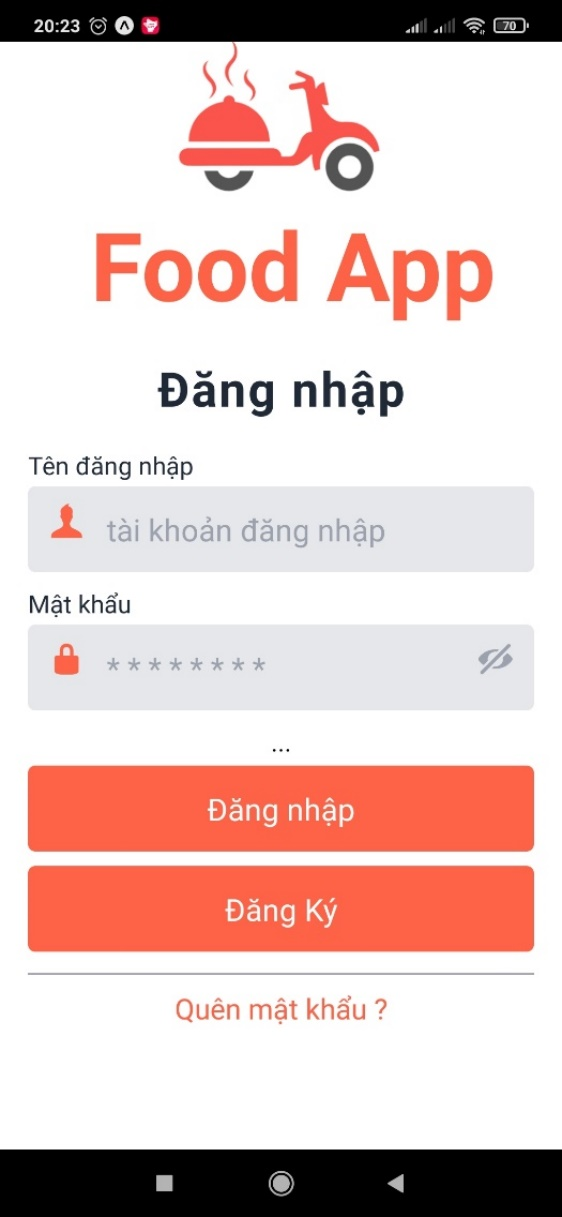 20:23
70
Food App
Đăng nhập
Tên đăng nhập
tài khoản đăng nhập
Mật khẩu
********
...
Đăng nhập
Đăng Ký
Quên mật khẩu ?